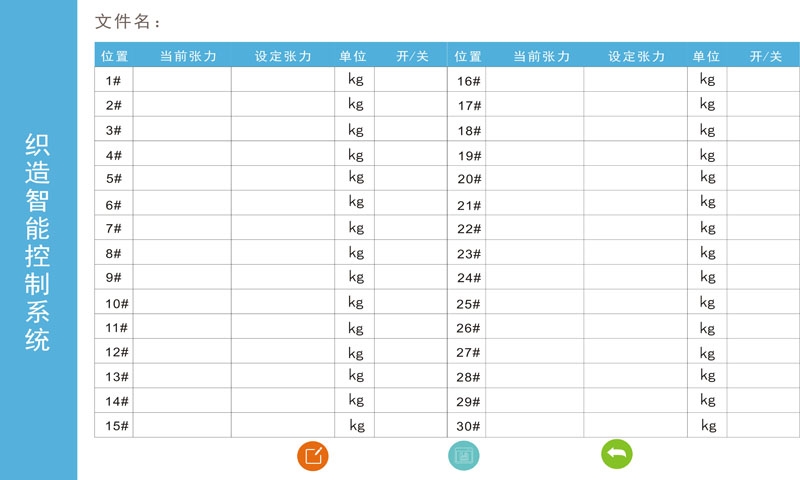 织造智能控制系统
文件名：
位置 当前张力 设定张力 单位 开/关 位置 当前张力 设定张力 单位 开/关
1# kg 16# kg
2# kg 17# kg
3# kg 18# kg
4# kg 19# kg
5# kg 20# kg
6# kg 21# kg
7# kg 22# kg
8# kg 23# kg
9# kg 24# kg
10# kg 25# kg
11# kg 26# kg
12# kg 27# kg
13# kg 28# kg
14# kg 29# kg
15# kg 30# kg